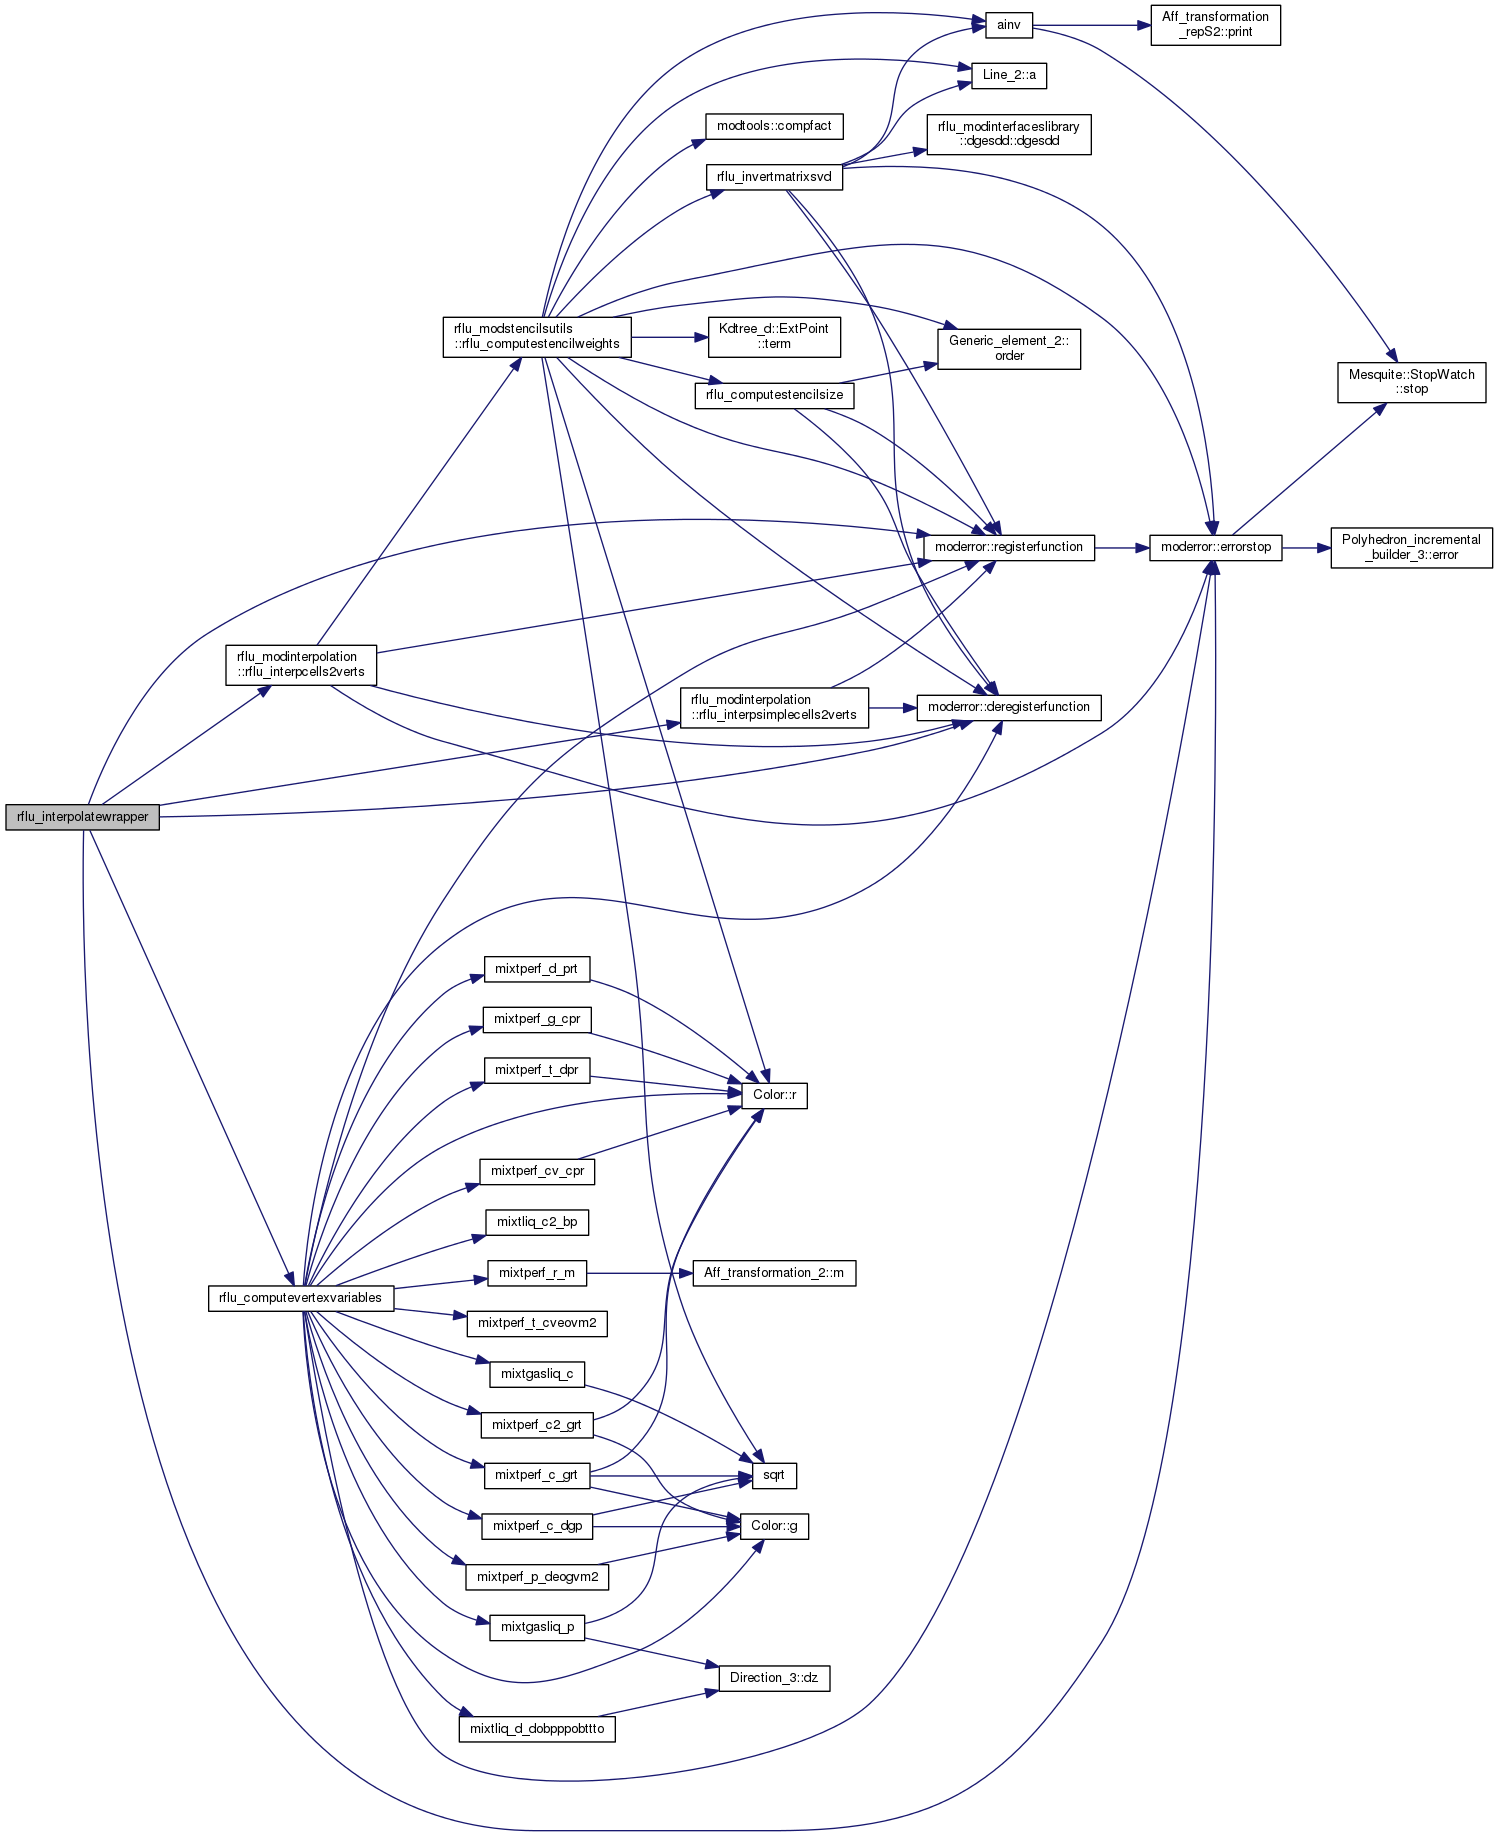 ainv
Aff_transformation
_repS2::print
Line_2::a
modtools::compfact
rflu_modinterfaceslibrary
::dgesdd::dgesdd
rflu_invertmatrixsvd
rflu_modstencilsutils
::rflu_computestencilweights
Kdtree_d::ExtPoint
::term
Generic_element_2::
order
rflu_computestencilsize
Mesquite::StopWatch
::stop
moderror::registerfunction
moderror::errorstop
Polyhedron_incremental
_builder_3::error
rflu_modinterpolation
::rflu_interpcells2verts
rflu_modinterpolation
::rflu_interpsimplecells2verts
moderror::deregisterfunction
rflu_interpolatewrapper
mixtperf_d_prt
mixtperf_g_cpr
mixtperf_t_dpr
Color::r
mixtperf_cv_cpr
mixtliq_c2_bp
mixtperf_r_m
Aff_transformation_2::m
rflu_computevertexvariables
mixtperf_t_cveovm2
mixtgasliq_c
mixtperf_c2_grt
mixtperf_c_grt
sqrt
mixtperf_c_dgp
Color::g
mixtperf_p_deogvm2
mixtgasliq_p
Direction_3::dz
mixtliq_d_dobpppobttto